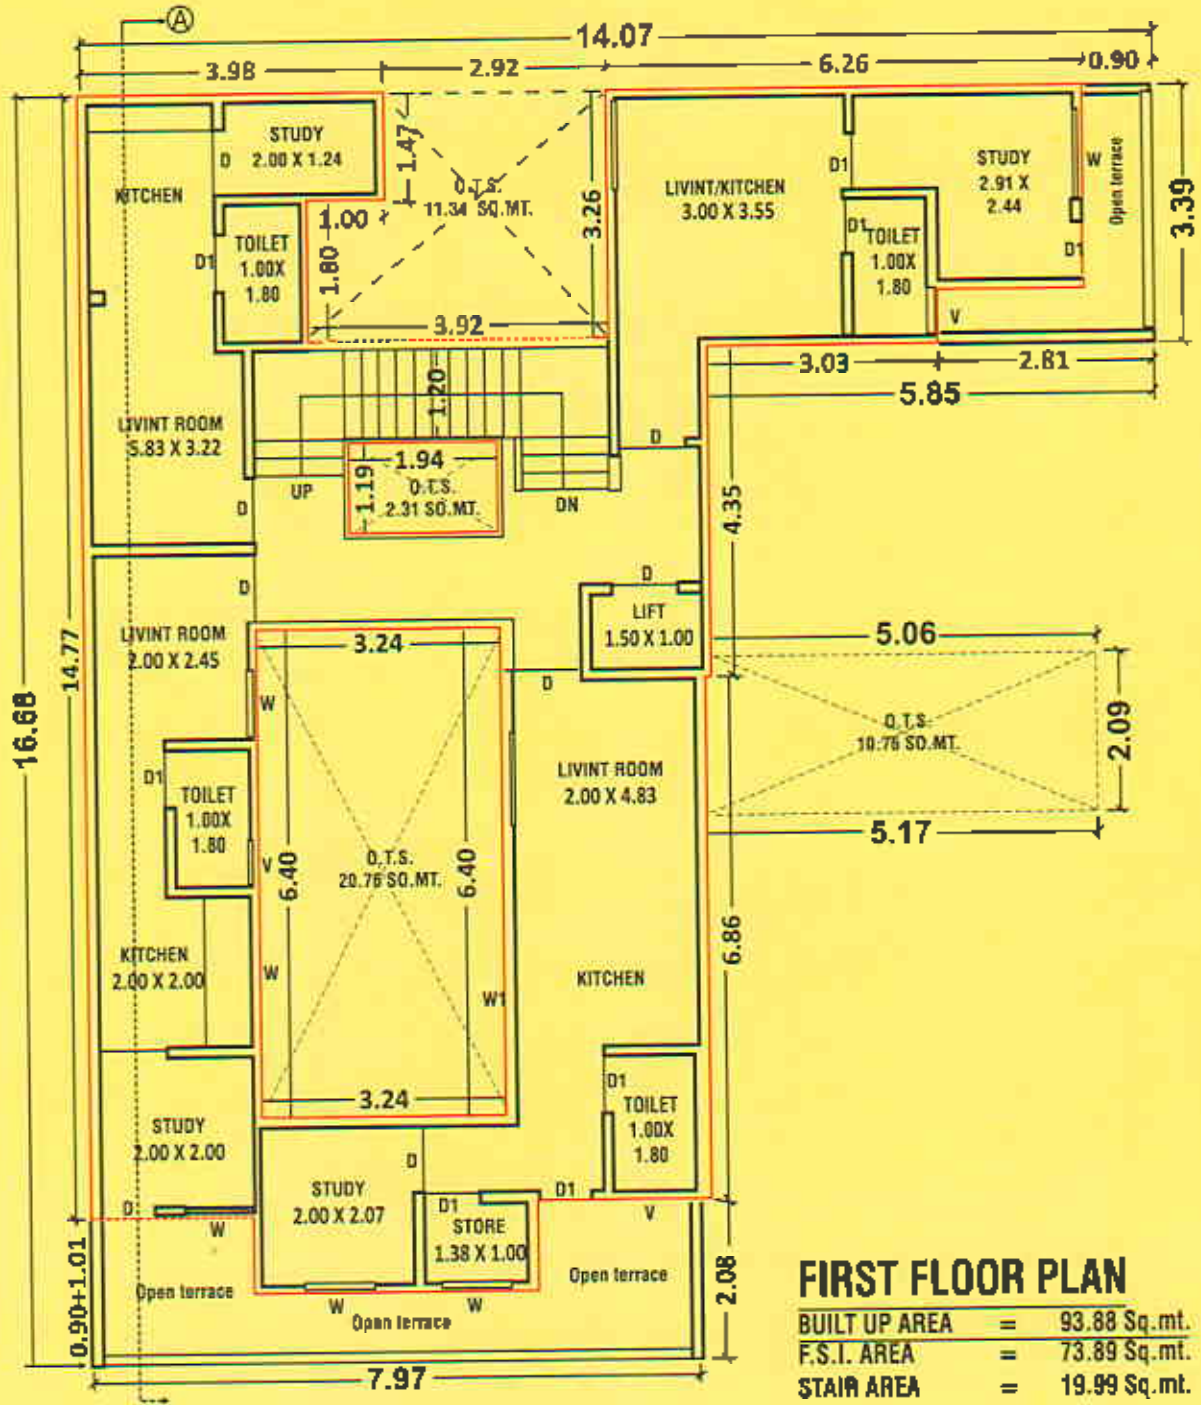 A
14.07
3.98
2.92
6.26
0.90
STUDY
2.00 X 1.24
D
KITCHEN
1.47
O.T.S.
11.34 SQ.MT.
1.00
1.80
3.26
3.92
TOILET
1.00X
1.80
D1
LIVINT/KITCHEN
3.00 X 3.55
D1
STUDY
2.91 X
2.44
W
Open terrace
3.39
D1
TOILET
1.00X
1.80
D1
V
3.03
2.81
5.85
LIVINT ROOM
5.83 X 3.22
1.20
UP
1.94
1.19
O.T.S.
2.31 SQ.MT.
DN
D
D
4.35
D
LIVINT ROOM
2.00 X 2.45
D
LIFT
1.50 X 1.00
14.77
16.68
3.24
W
D
5.06
O.T.S.
10.76 SQ.MT.
2.09
5.17
D1
TOILET
1.00X
1.80
V
6.40
O.T.S.
20.76 SQ.MT.
6.40
LIVINT ROOM
2.00 X 4.83
6.86
KITCHEN
2.00 X 2.00
W
W1
KITCHEN
3.24
D1
TOILET
1.00X
1.80
STUDY
2.00 X 2.00
D
W
D
STUDY
2.00 X 2.07
D1
STORE
1.38 X 1.00
D1
V
0.90+1.01
Open terrace
W
W
Open terrace
Open terrace
2.08
7.97
FIRST FLOOR PLAN
BUILT UP AREA = 93.88 Sq.mt.
F.S.I. AREA = 73.89 Sq.mt.
STAIR AREA = 19.99 Sq.mt.